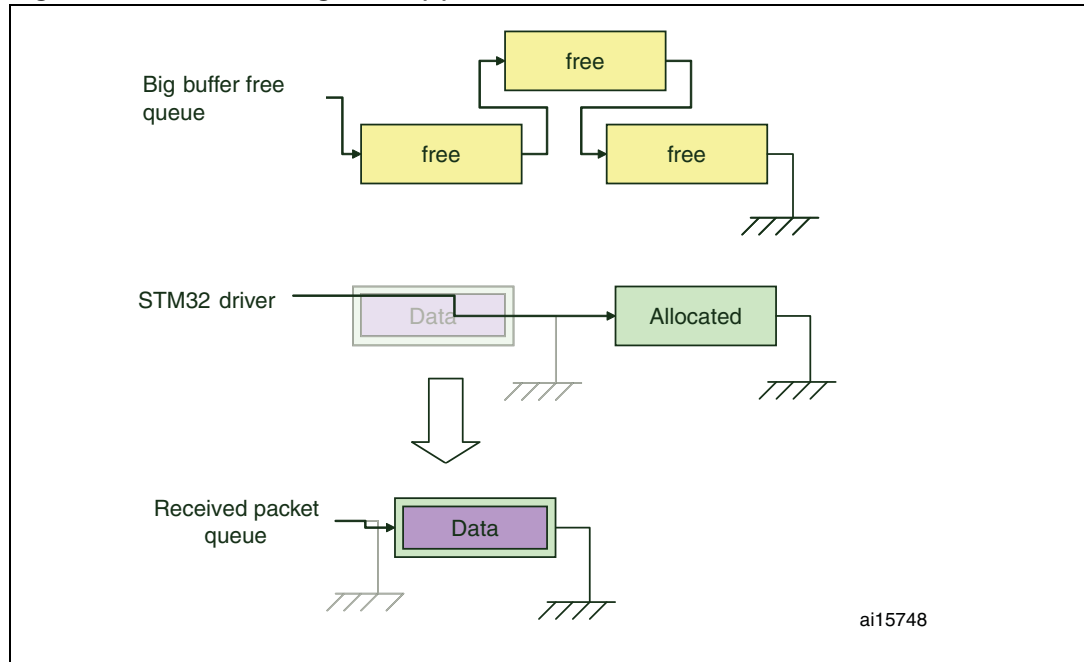 free
Big buffer free
queue
free
free
STM32 driver
Data
Allocated
Received packet
queue
Data
ai15748